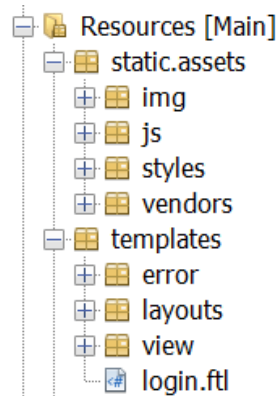 Resources [Main]
static.assets
img
js
styles
vendors
templates
error
layouts
view
login.ftl